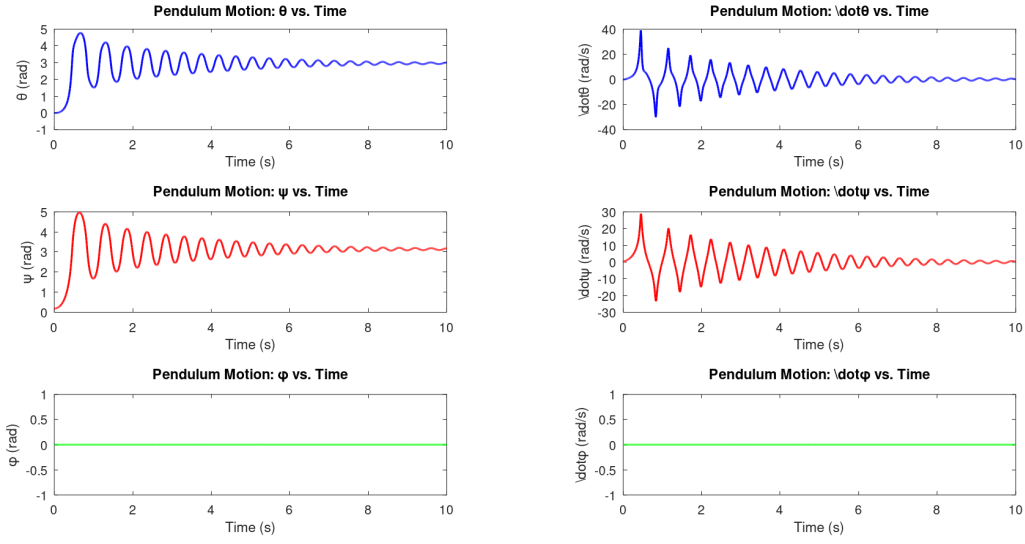 Pendulum Motion: θ vs. Time
5
4
3
2
1
0
-1
θ (rad)
0 2 4 6 8 10
Time (s)
Pendulum Motion: \dotθ vs. Time
40
20
0
-20
-40
\dotθ (rad/s)
0 2 4 6 8 10
Time (s)
Pendulum Motion: ψ vs. Time
5
4
3
2
1
0
ψ (rad)
0 2 4 6 8 10
Time (s)
Pendulum Motion: \dotψ vs. Time
30
20
10
0
-10
-20
-30
\dotψ (rad/s)
0 2 4 6 8 10
Time (s)
Pendulum Motion: φ vs. Time
1
0.5
0
-0.5
-1
φ (rad)
0 2 4 6 8 10
Time (s)
Pendulum Motion: \dotφ vs. Time
1
0.5
0
-0.5
-1
\dotφ (rad/s)
0 2 4 6 8 10
Time (s)